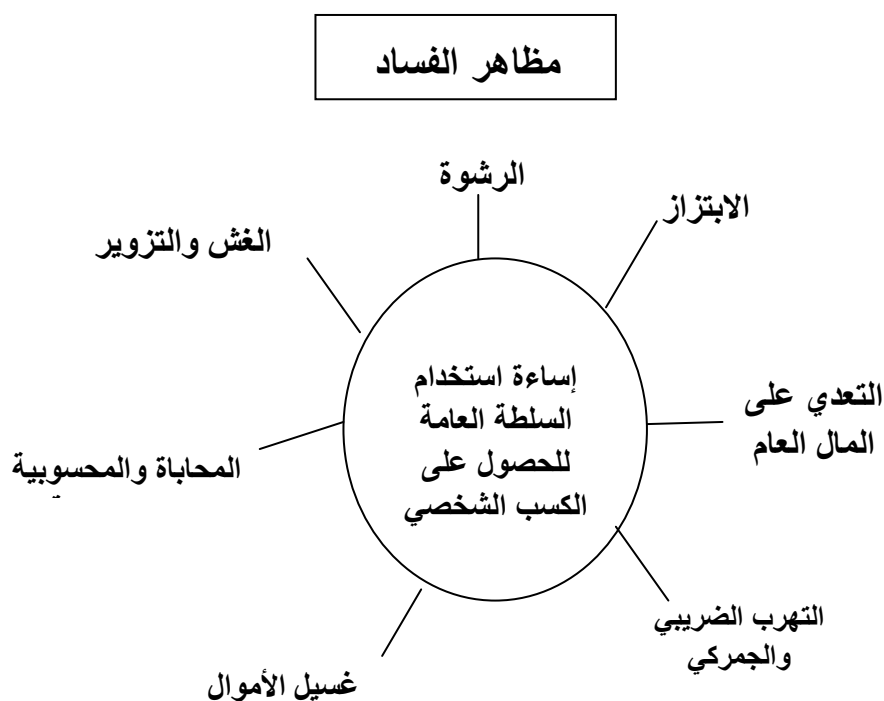 مظاهر الفساد
الرشوة
الابتزاز
الغش والتزوير
إساءة استخدام
السلطة العامة
للحصول على
الكسب الشخصي
التعدي على
المال العام
المحاباة والمحسوبية
التهرب الضريبي
والجمركي
غسيل الأموال